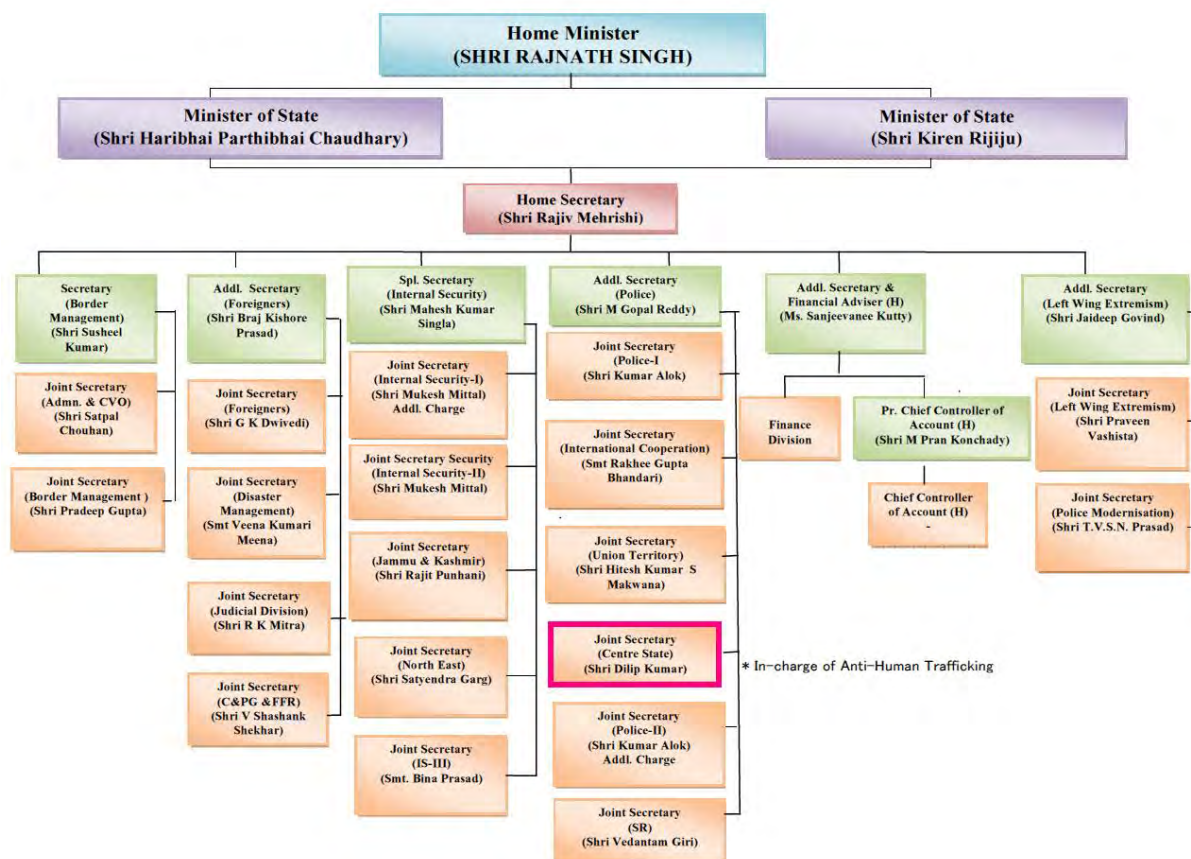 Home Minister
(SHRI RAJNATH SINGH)
Minister of State
(Shri Haribhai Parthibhai Chaudhary)
Minister of State
(Shri Kiren Rijiju)
Home Secretary
(Shri Rajiv Mehrishi)
Secretary
(Border
Management)
(Shri Susheel
Kumar)
Joint Secretary
(Admn. & CVO)
(Shri Satpal
Chouhan)
Joint Secretary
(Border Management )
(Shri Pradeep Gupta)
Addl. Secretary
(Foreigners)
(Shri Braj Kishore
Prasad)
Joint Secretary
(Foreigners)
(Shri G K Dwivedi)
Joint Secretary
(Disaster
Management)
(Smt Veena Kumari
Meena)
Joint Secretary
(Judicial Division)
(Shri R K Mitra)
Joint Secretary
(C&PG &FFR)
(Shri V Shashank
Shekhar)
Spl. Secretary
(Internal Security)
(Shri Mahesh Kumar
Singla)
Joint Secretary
(Internal Security-I)
(Shri Mukesh Mittal)
Addl. Charge
Joint Secretary Security
(Internal Security-II)
(Shri Mukesh Mittal)
Joint Secretary
(Jammu & Kashmir)
(Shri Rajit Punhani)
Joint Secretary
(North East)
(Shri Satyendra Garg)
Joint Secretary
(IS-III)
(Smt. Bina Prasad)
Addl. Secretary
(Police)
(Shri M Gopal Reddy)
Joint Secretary
(Police-I
(Shri Kumar Alok)
Joint Secretary
(International Cooperation)
(Smt Rakhee Gupta
Bhandari)
Joint Secretary
(Union Territory)
(Shri Hitesh Kumar S
Makwana)
Joint Secretary
(Centre State)
(Shri Dilip Kumar)
* In-charge of Anti-Human Trafficking
Joint Secretary
(Police-II)
(Shri Kumar Alok)
Addl. Charge
Joint Secretary
(SR)
(Shri Vedantam Giri)
Addl. Secretary &
Financial Adviser (H)
(Ms. Sanjeevanee Kutty)
Finance
Division
Pr. Chief Controller of
Account (H)
(Shri M Pran Konchady)
Chief Controller
of Account (H)
-
Addl. Secretary
(Left Wing Extremism)
(Shri Jaideep Govind)
Joint Secretary
(Left Wing Extremism)
(Shri Praveen
Vashista)
Joint Secretary
(Police Modernisation)
(Shri T.V.S.N. Prasad)